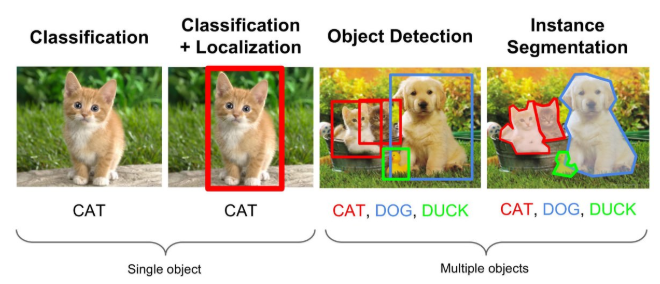 Classification
Classification
+ Localization
Object Detection
Instance
Segmentation
CAT
CAT
CAT, DOG, DUCK
CAT, DOG, DUCK
Single object
Multiple objects